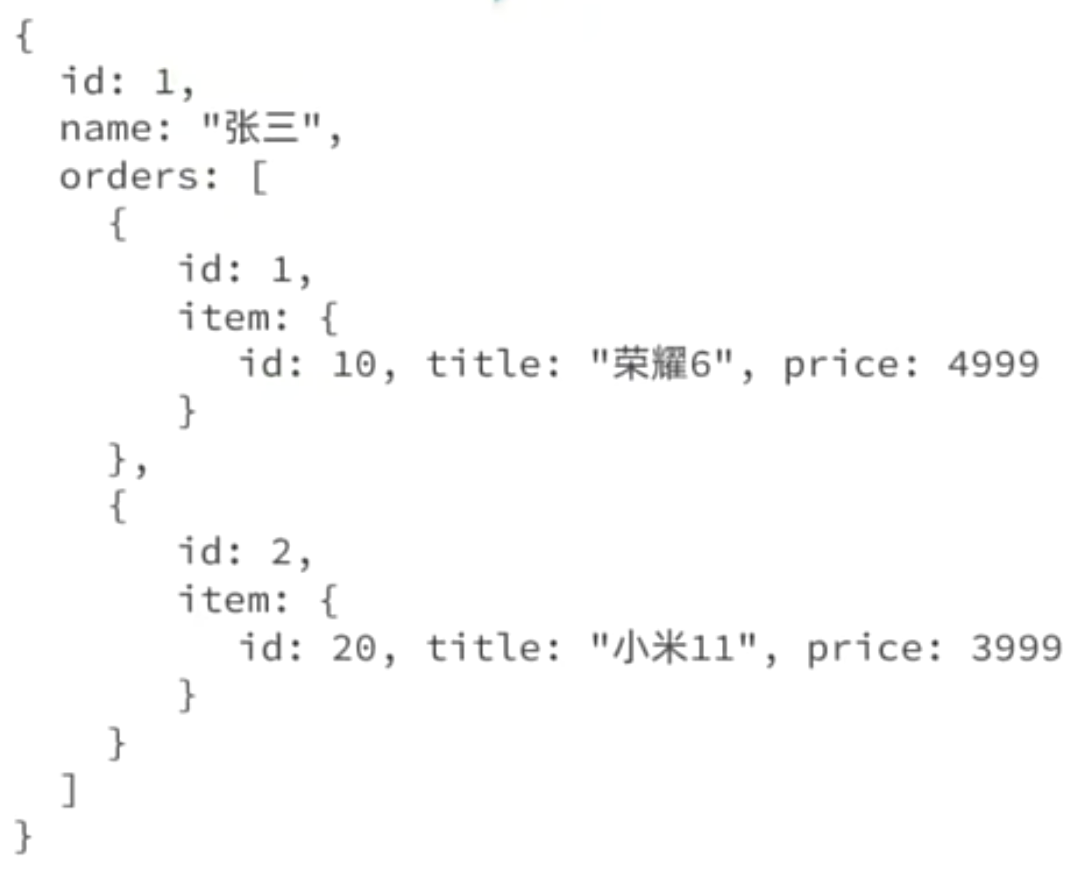 {
id: 1,
name: "张三",
orders: [
{
id: 1,
item: {
id: 10, title: "荣耀6", price: 4999
}
},
{
id: 2,
item: {
id: 20, title: "小米11", price: 3999
}
}
]
}